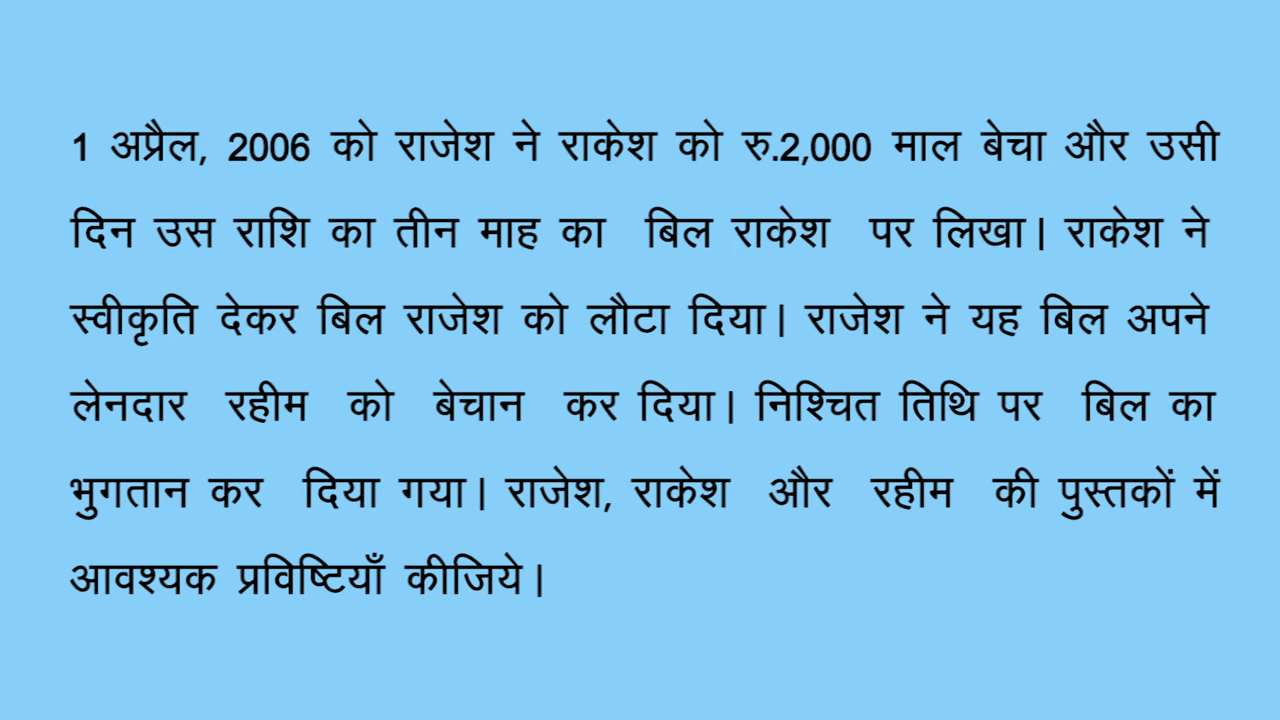 1 अप्रैल, 2006 को राजेश ने राकेश को रु.2,000 माल बेचा और उसी
दिन उस राशि का तीन माह का बिल राकेश पर लिखा। राकेश ने
स्वीकृति देकर बिल राजेश को लौटा दिया। राजेश ने यह बिल अपने
लेनदार रहीम को बेचान कर दिया। निश्चित तिथि पर बिल का
भुगतान कर दिया गया। राजेश, राकेश और रहीम की पुस्तकों में
आवश्यक प्रविष्टियाँ कीजिये।